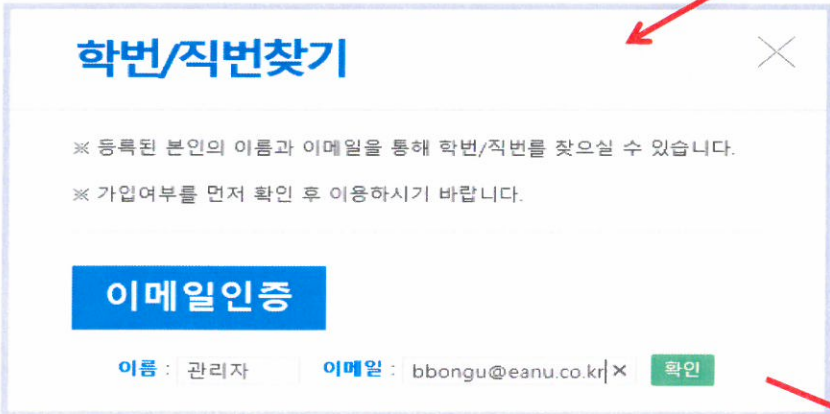 학번/직번찾기
※ 등록된 본인의 이름과 이메일을 통해 학번/직번를 찾으실 수 있습니다.
※ 가입여부를 먼저 확인 후 이용하시기 바랍니다.
이메일인증
이름 : 관리자 이메일 : bbongu@eanu.co.kr × 확인